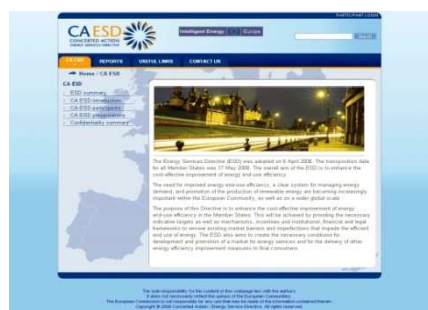 PARTICIPANT LOGIN
CA ESD
CONCERTED ACTION
ENERGY SERVICES DIRECTIVE
Intelligent Energy Europe
Search
CA ESD REPORTS USEFUL LINKS CONTACT US
Home / CA ESD
CA ESD
ESD summary
CA ESD introduction
CA ESD participants
CA ESD presentations
Confidentiality summary
The Energy Services Directive (ESD) was adopted on 5 April 2006. The transposition date
for all Member States was 17 May 2008. The overall aim of the ESD is to enhance the
cost-effective improvement of energy end-use efficiency.
The need for improved energy end-use efficiency, a clear system for managing energy
demand, and promotion of the production of renewable energy are becoming increasingly
important within the European Community, as well as on a wider global scale.
The purpose of this Directive is to enhance the cost-effective improvement of energy
end-use efficiency in the Member States. This will be achieved by providing the necessary
indicative targets as well as mechanisms, incentives and institutional, financial and legal
frameworks to remove existing market barriers and imperfections that impede the efficient
end use of energy. The ESD also aims to create the necessary conditions for
development and promotion of a market for energy services and for the delivery of other
energy efficiency improvement measures to final consumers.
The sole responsibility for the content of this webpage lies with the authors.
It does not necessarily reflect the opinion of the European Communities.
The European Commission is not responsible for any use that may be made of the information contained therein.
Copyright © 2008 Concerted Action - Energy Service Directive. All rights reserved.